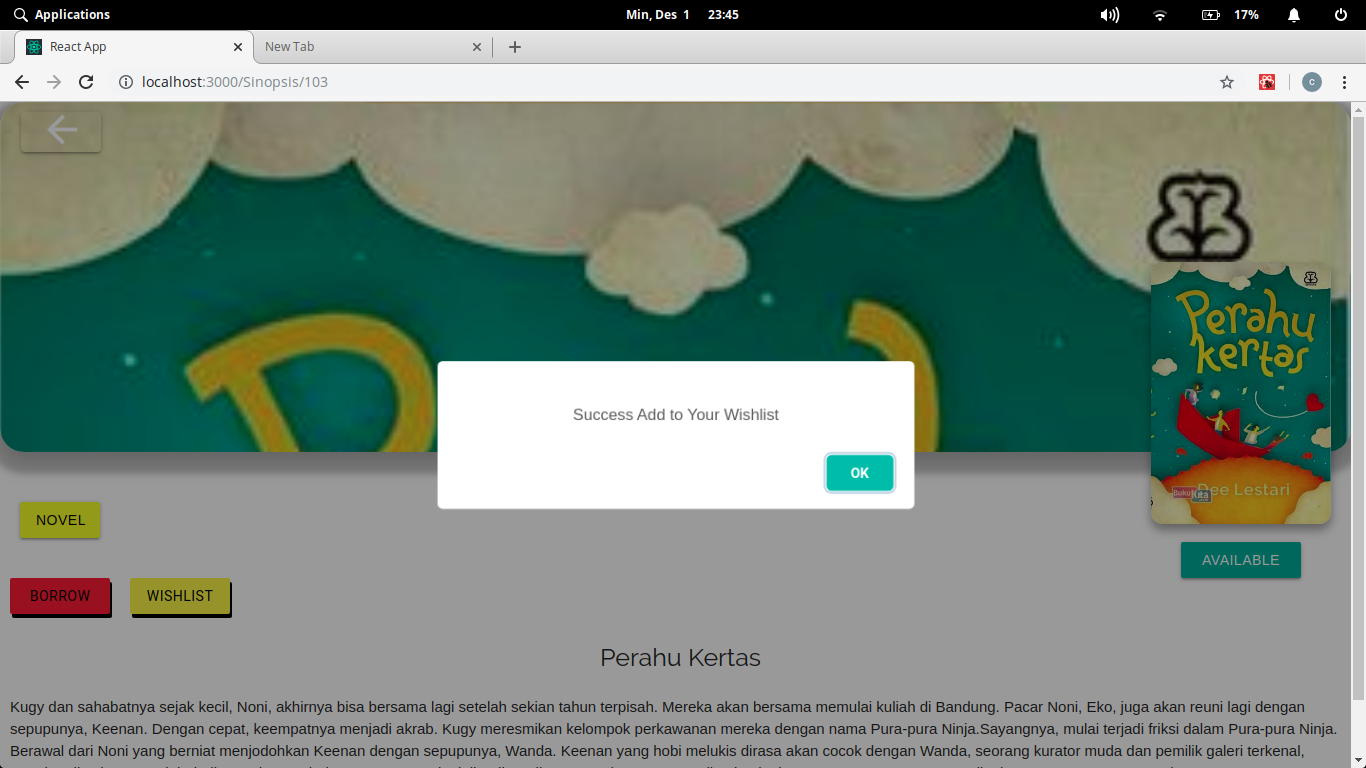 Applications
Min, Des 1 23:45
17%
React App
New Tab
localhost:3000/Sinopsis/103
c
Perahu
kertas
Dee Lestari
Buku
Kita
Success Add to Your Wishlist
OK
NOVEL
AVAILABLE
BORROW
WISHLIST
Perahu Kertas
Kugy dan sahabatnya sejak kecil, Noni, akhirnya bisa bersama lagi setelah sekian tahun terpisah. Mereka akan bersama memulai kuliah di Bandung. Pacar Noni, Eko, juga akan reuni lagi dengan
sepupunya, Keenan. Dengan cepat, keempatnya menjadi akrab. Kugy meresmikan kelompok perkawanan mereka dengan nama Pura-pura Ninja.Sayangnya, mulai terjadi friksi dalam Pura-pura Ninja.
Berawal dari Noni yang berniat menjodohkan Keenan dengan sepupunya, Wanda. Keenan yang hobi melukis dirasa akan cocok dengan Wanda, seorang kurator muda dan pemilik galeri terkenal,